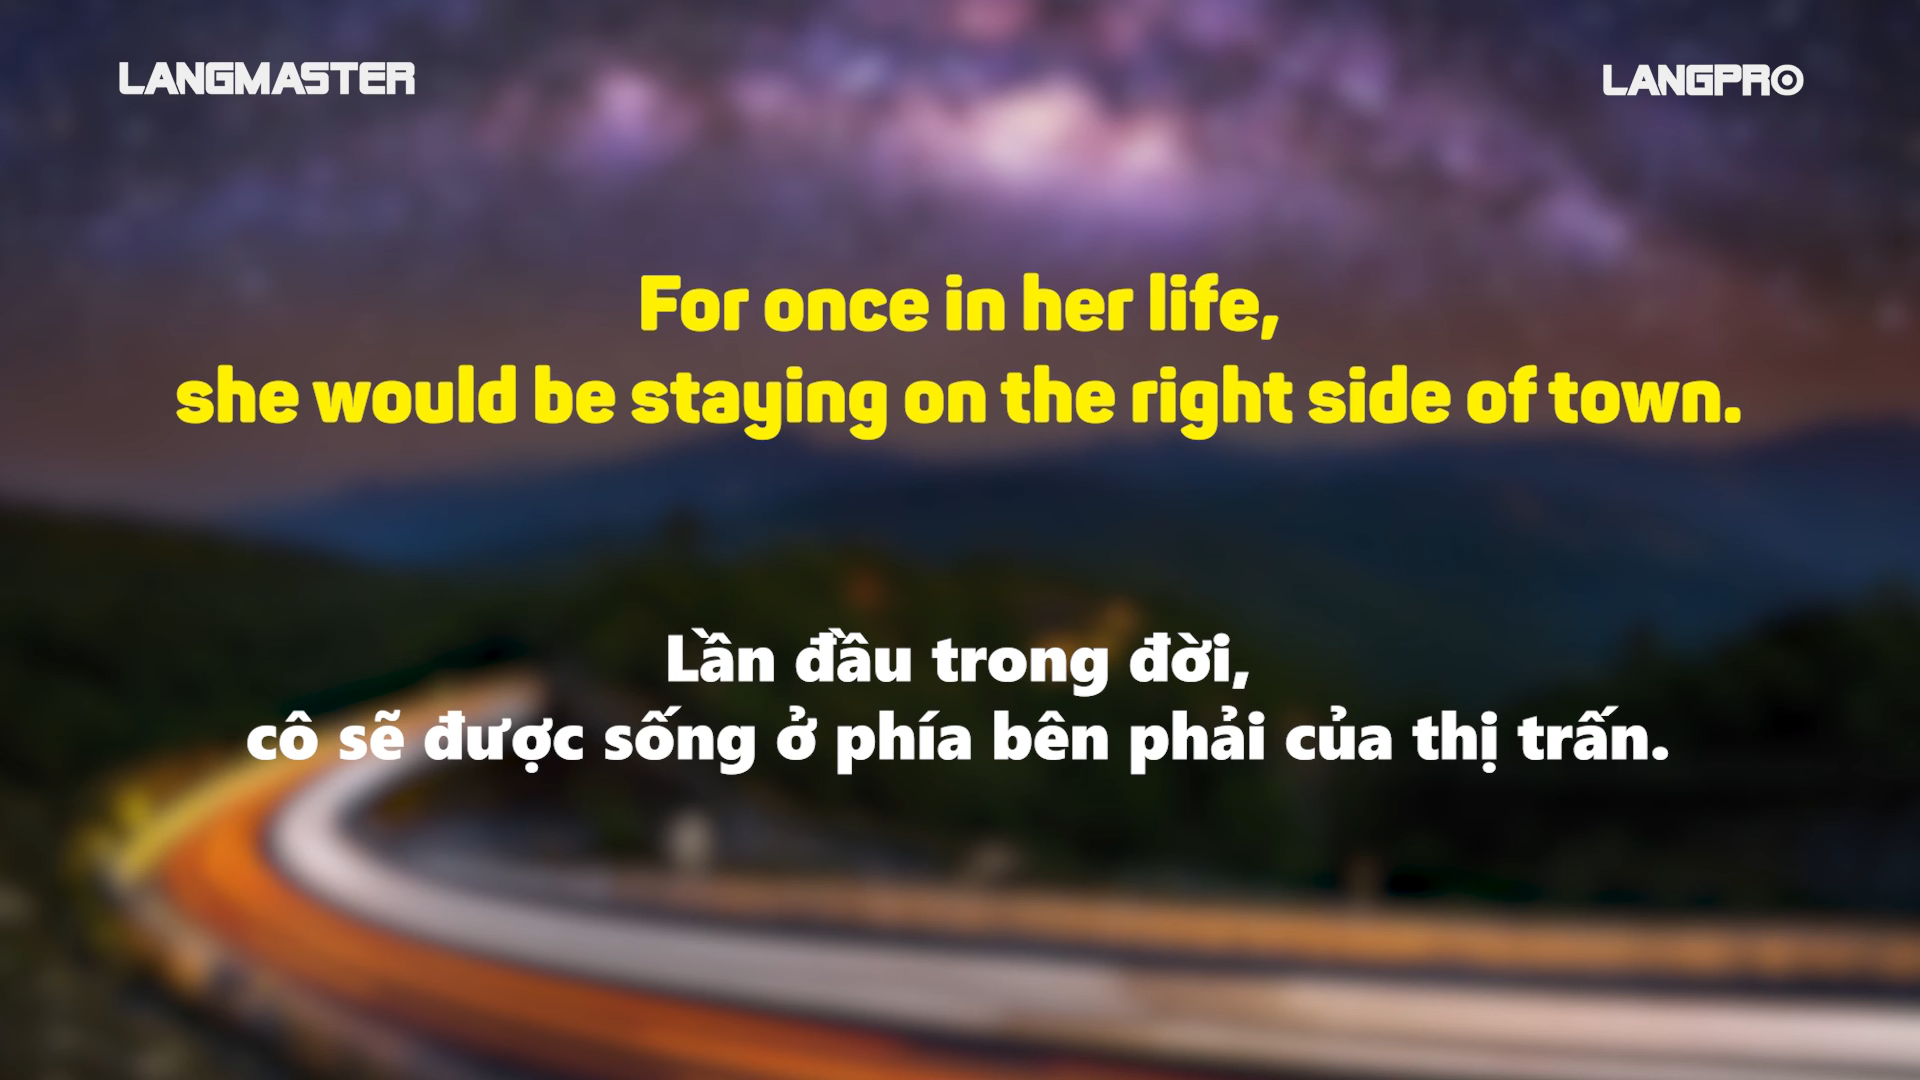 LANGMASTER
LANGPRO
For once in her life,
she would be staying on the right side of town.
Lần đầu trong đời,
cô sẽ được sống ở phía bên phải của thị trấn.